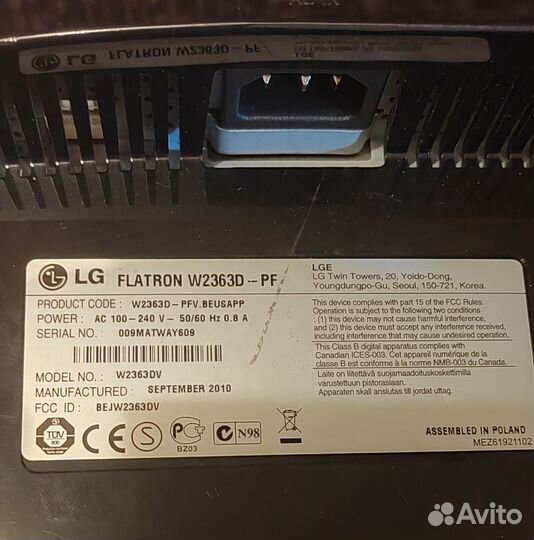 LG FLATRON W2363D-PF
LGE
LG FLATRON W2363D--PF
PRODUCT CODE : W2363D-PFV.BEUSAPP
POWER : AC 100-240 V~ 50/60 Hz 0.8 A
SERIAL NO. : 009MATWAY609
MODEL NO. : W2363DV
MANUFACTURED : SEPTEMBER 2010
FCC ID : BEJW2363DV
TÜV
CE
S
BZ03
N98
LGE
LG Twin Towers, 20, Yoido-Dong,
Youngdungpo-Gu, Seoul, 150-721, Korea.
This device complies with part 15 of the FCC Rules.
Operation is subject to the following two conditions:
(1) this device may not cause harmful interference,
and (2) this device must accept any interference
received, including interference
This Class B digital apparatus complies with
Canadian ICES-003. Cet appareil numérique de la
classe B est conforme à la norme NMB-003 du Canada.
Laite on liitettävä suojamaadoituskoskettimilla
varustettuun pistorasiaan.
Apparaten skall anslutas till jordat uttag.
ASSEMBLED IN POLAND
MEZ61921102
Avito